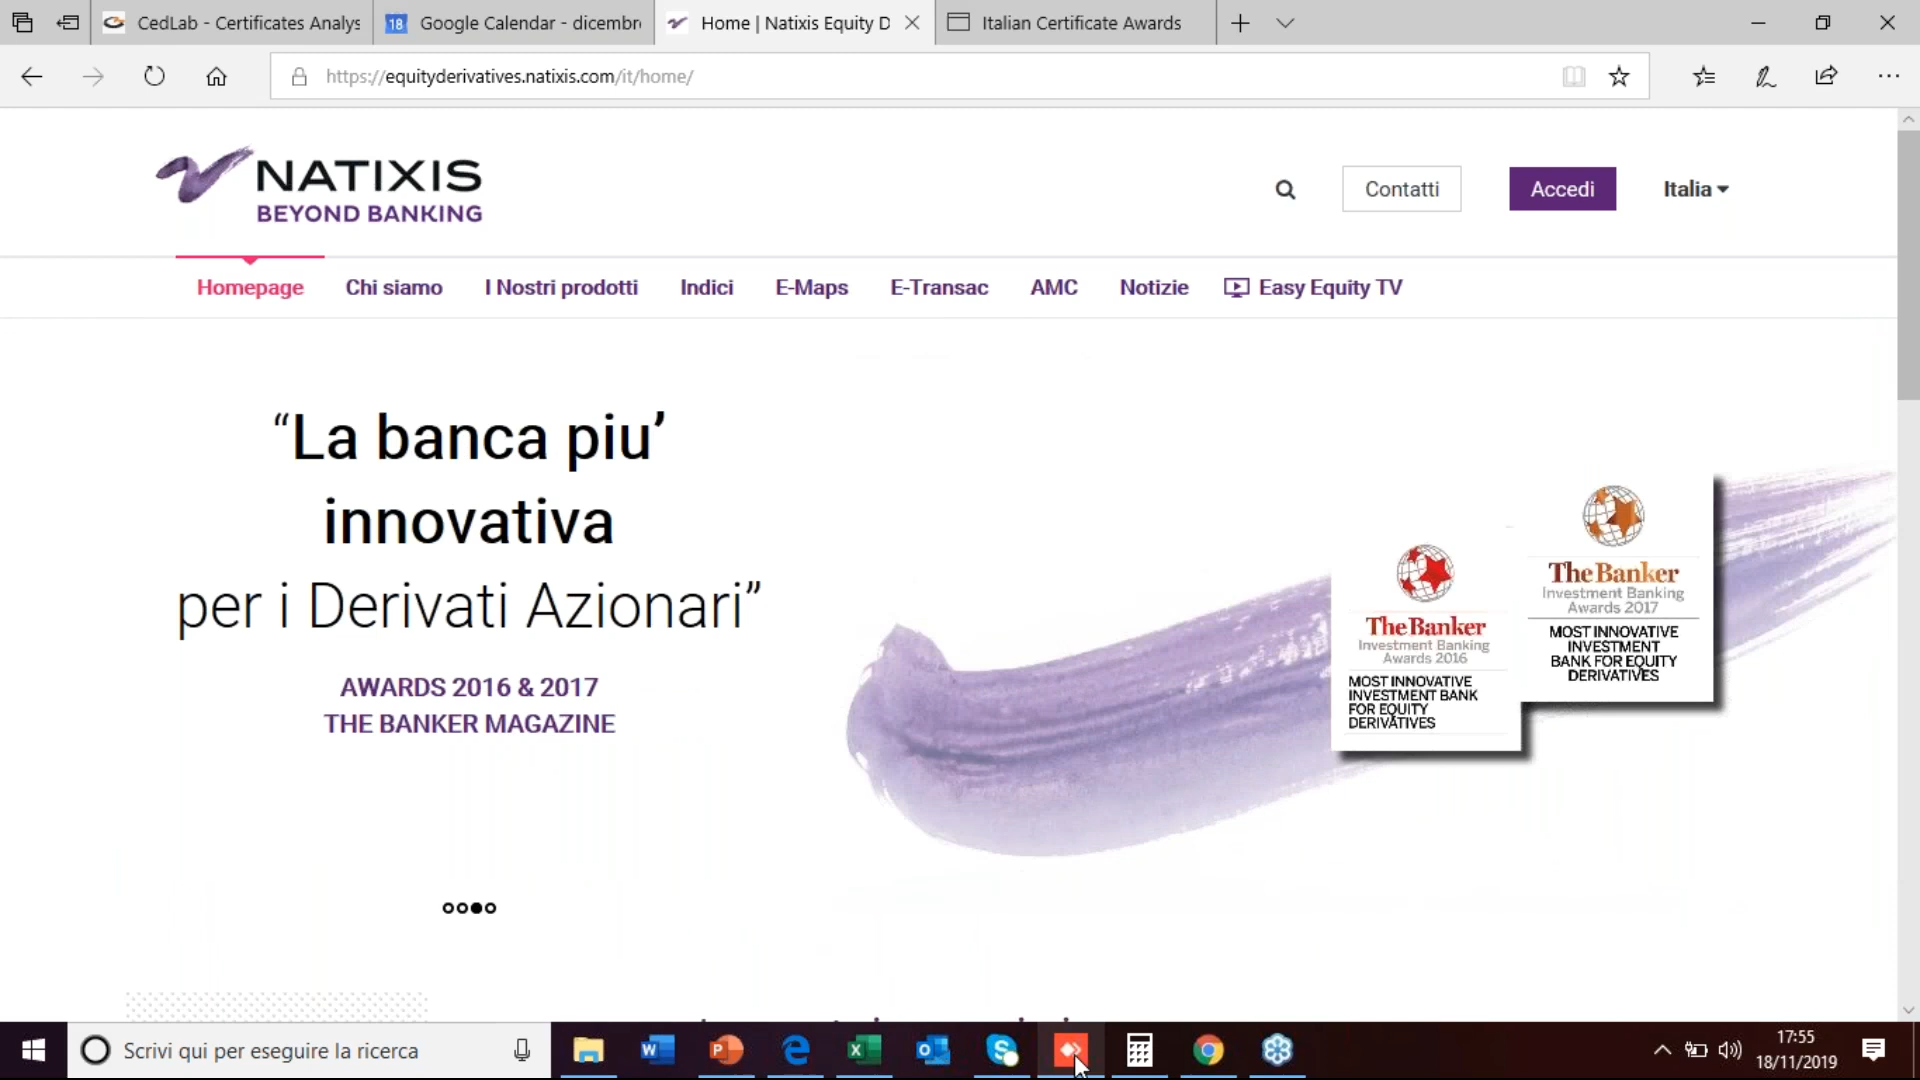 CedLab - Certificates Analys
Google Calendar - dicembre
Home | Natixis Equity D
Italian Certificate Awards
https://equityderivatives.natixis.com/it/home/
NATIXIS
BEYOND BANKING
Contatti
Accedi
Italia
Homepage
Chi siamo
I Nostri prodotti
Indici
E-Maps
E-Transac
AMC
Notizie
Easy Equity TV
“La banca piu’
innovativa
per i Derivati Azionari”
AWARDS 2016 & 2017
THE BANKER MAGAZINE
The Banker
Investment Banking
Awards 2016
MOST INNOVATIVE
INVESTMENT BANK
FOR EQUITY
DERIVATIVES
The Banker
Investment Banking
Awards 2017
MOST INNOVATIVE
INVESTMENT
BANK FOR EQUITY
DERIVATIVES
Scrivi qui per eseguire la ricerca
17:55
18/11/2019